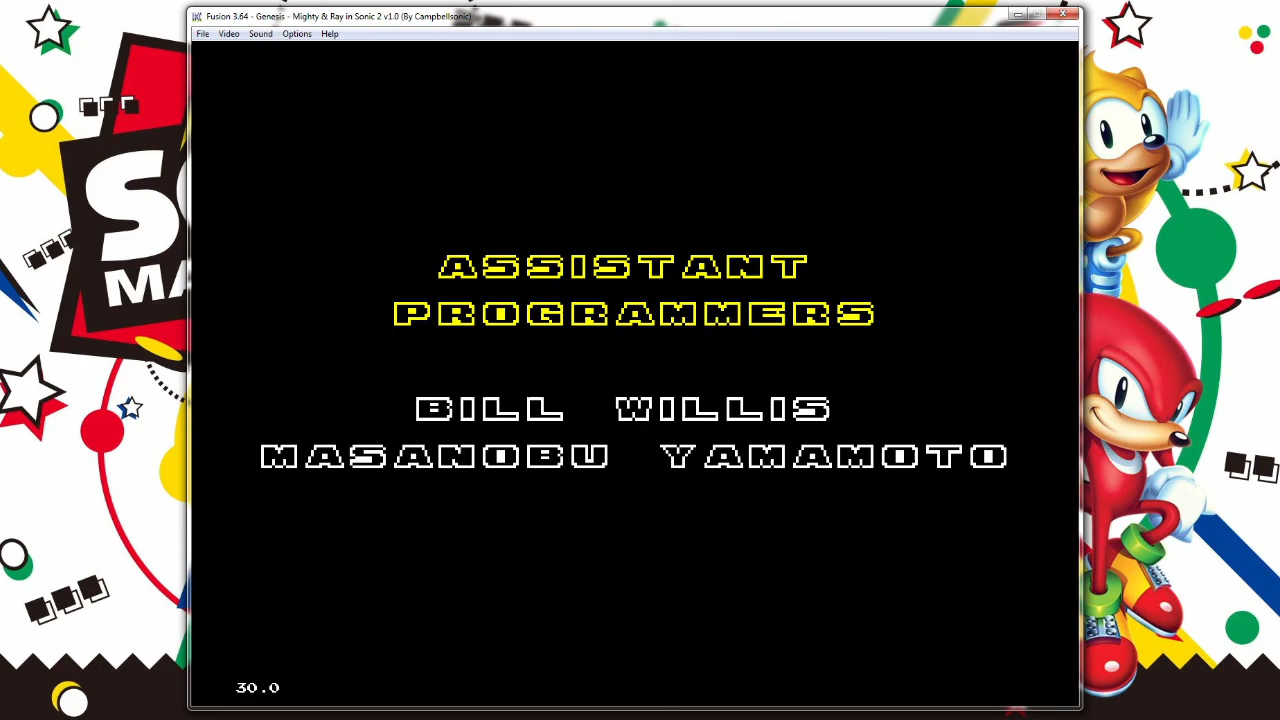 Fusion 3.64 - Genesis - Mighty & Ray in Sonic 2 v1.0 (By Campbellsonic)
File Video Sound Options Help
ASSISTANT
PROGRAMMERS
BILL WILLIS
MASANOBU YAMAMOTO
30.0